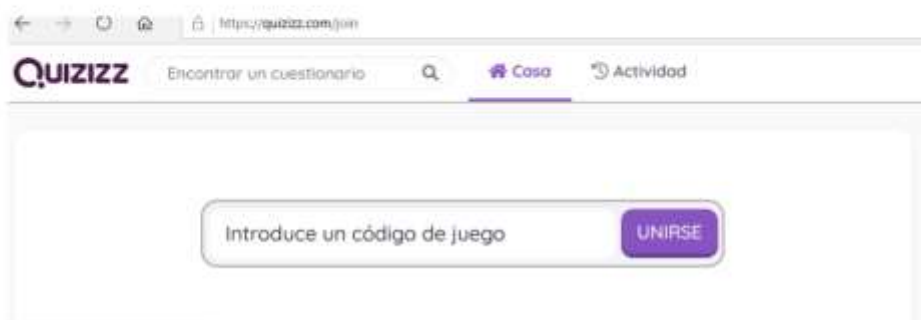 https://quizizz.com/join
QUIZIZZ Encontrar un cuestionario Casa Actividad
Introduce un código de juego UNIRSE